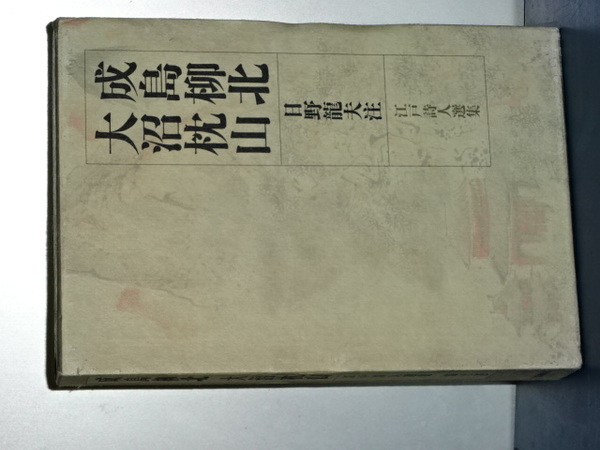 成島柳北
大沼枕山
日野龍夫注
江戸詩人選集